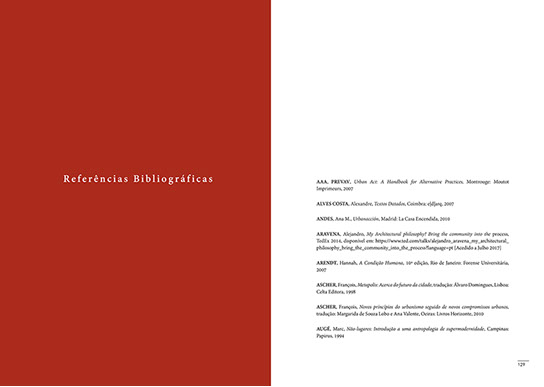 Referências Bibliográficas
AAA, PREVAV, Urban Act: A Handbook for Alternative Practices, Montrouge: Moutot
Imprimeurs, 2007
ALVES COSTA, Alexandre, Textos Datados, Coimbra: e|d|arq, 2007
ANDES, Ana M., Urbanacción, Madrid: La Casa Encendida, 2010
ARAVENA, Alejandro, My Architectural philosophy? Bring the community into the process,
TedEx 2014, disponível em: https://www.ted.com/talks/alejandro_aravena_my_architectural_
philosophy_bring_the_community_into_the_process?language=pt [Acedido a Julho 2017]
ARENDT, Hannah, A Condição Humana, 10ª edição, Rio de Janeiro: Forense Universitária,
2007
ASCHER, François, Metapolis: Acerca do futuro da cidade, tradução: Álvaro Domingues, Lisboa:
Celta Editora, 1998
ASCHER, François, Novos princípios do urbanismo seguido de novos compromissos urbanos,
tradução: Margarida de Souza Lobo e Ana Valente, Oeiras: Livros Horizonte, 2010
AUGÉ, Marc, Não-lugares: Introdução a uma antropologia de supermodernidade, Campinas:
Papirus, 1994
129